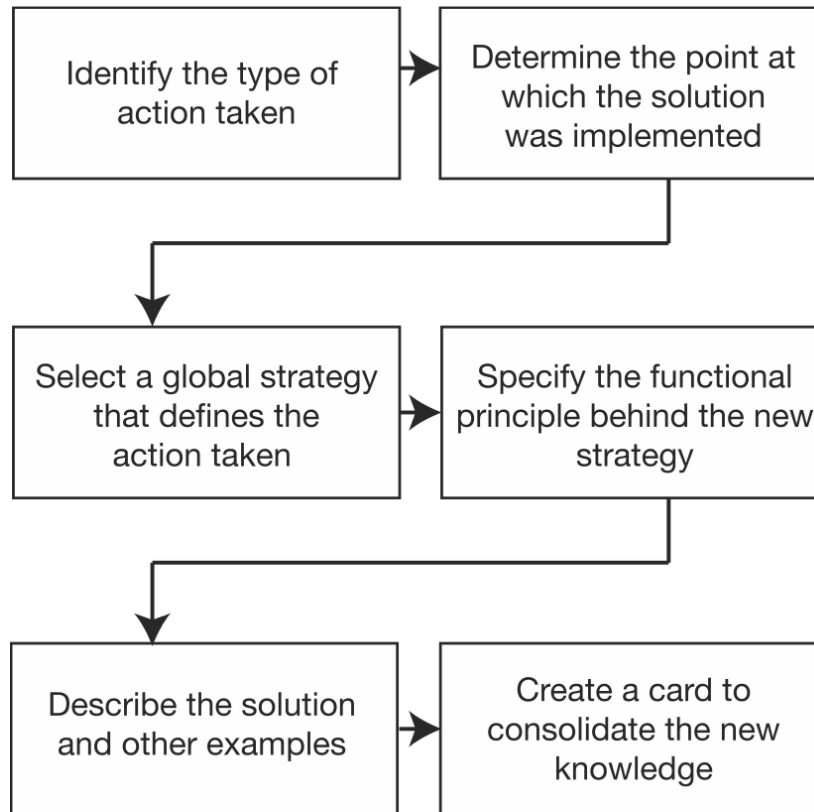 Identify the type of
action taken
Determine the point at
which the solution
was implemented
Select a global strategy
that defines the
action taken
Specify the functional
principle behind the new
strategy
Describe the solution
and other examples
Create a card to
consolidate the new
knowledge